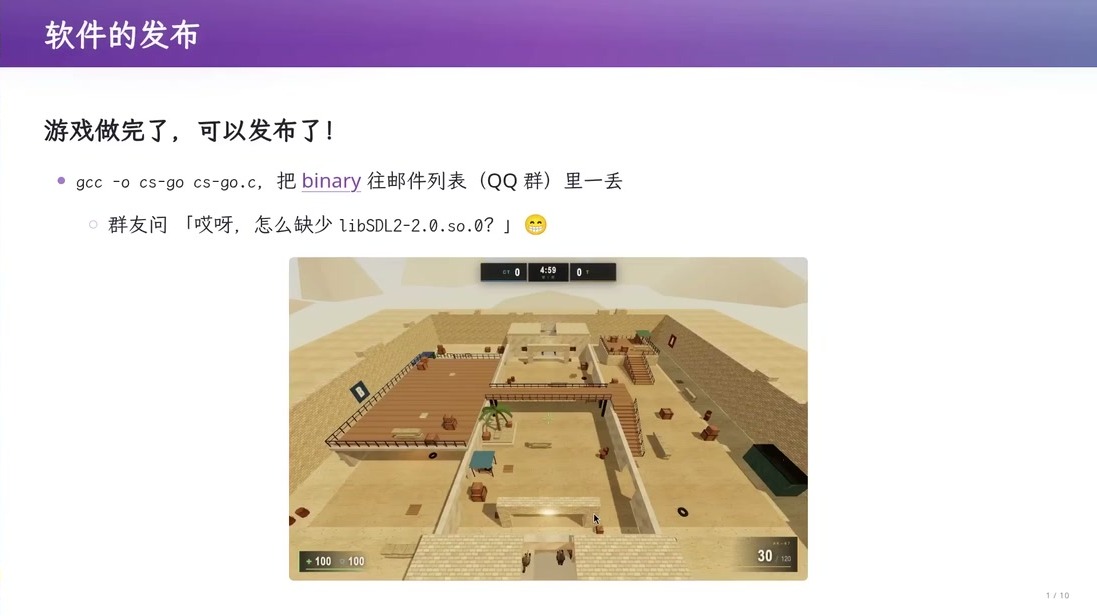 软件的发布
游戏做完了，可以发布了！
gcc -o cs-go cs-go.c，把 binary 往邮件列表（QQ 群）里一丢
群友问 「哎呀，怎么缺少 libSDL2-2.0.so.0？」😁
CT 0 4:59 0 T
B
+ 100 100
30 / 120
1 / 10